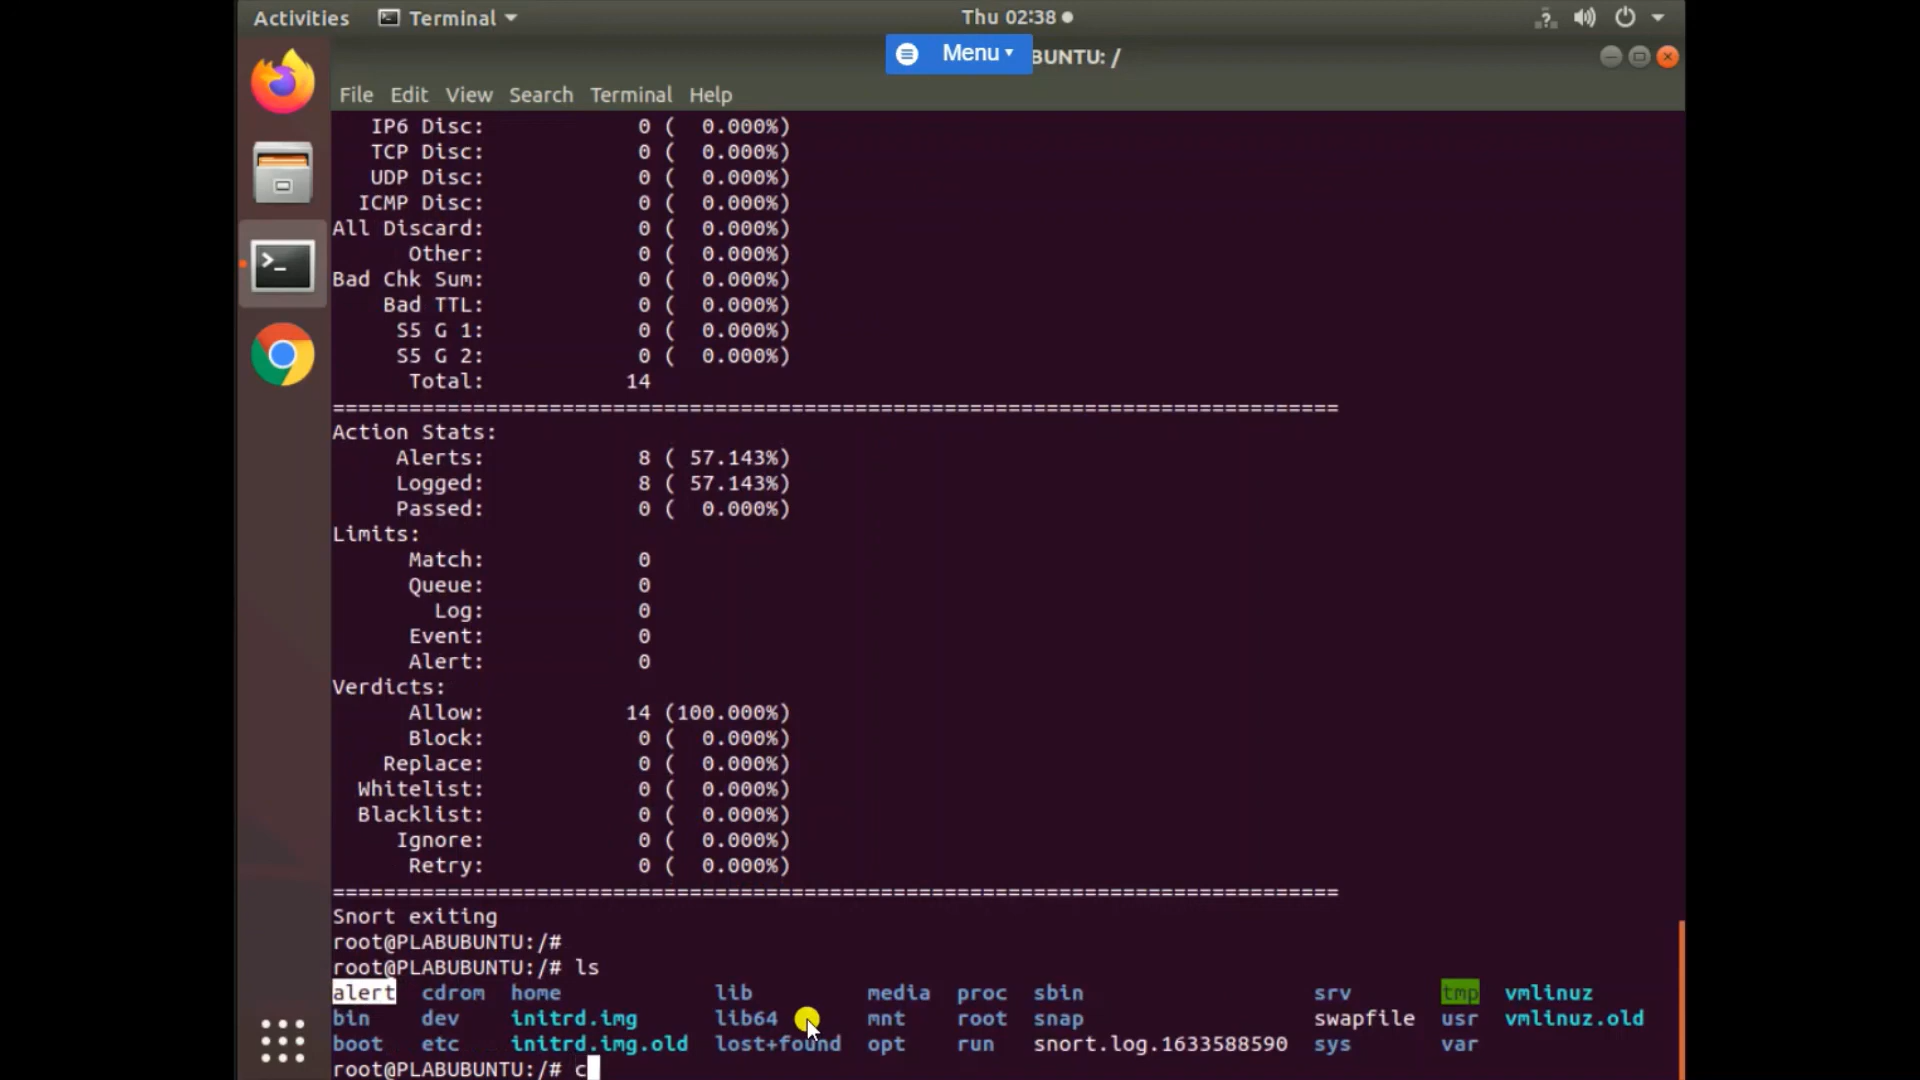 Activities Terminal Thu 02:38
Menu BUNTU: /
File Edit View Search Terminal Help
IP6 Disc: 0 ( 0.000%)
TCP Disc: 0 ( 0.000%)
UDP Disc: 0 ( 0.000%)
ICMP Disc: 0 ( 0.000%)
All Discard: 0 ( 0.000%)
Other: 0 ( 0.000%)
Bad Chk Sum: 0 ( 0.000%)
Bad TTL: 0 ( 0.000%)
S5 G 1: 0 ( 0.000%)
S5 G 2: 0 ( 0.000%)
Total: 14
===============================================================================
Action Stats:
Alerts: 8 ( 57.143%)
Logged: 8 ( 57.143%)
Passed: 0 ( 0.000%)
Limits:
Match: 0
Queue: 0
Log: 0
Event: 0
Alert: 0
Verdicts:
Allow: 14 (100.000%)
Block: 0 ( 0.000%)
Replace: 0 ( 0.000%)
Whitelist: 0 ( 0.000%)
Blacklist: 0 ( 0.000%)
Ignore: 0 ( 0.000%)
Retry: 0 ( 0.000%)
===============================================================================
Snort exiting
root@PLABUBUNTU:/#
root@PLABUBUNTU:/# ls
alert cdrom home lib media proc sbin srv tmp vmlinuz
bin dev initrd.img lib64 mnt root snap swapfile usr vmlinuz.old
boot etc initrd.img.old lost+found opt run snort.log.1633588590 sys var
root@PLABUBUNTU:/# c